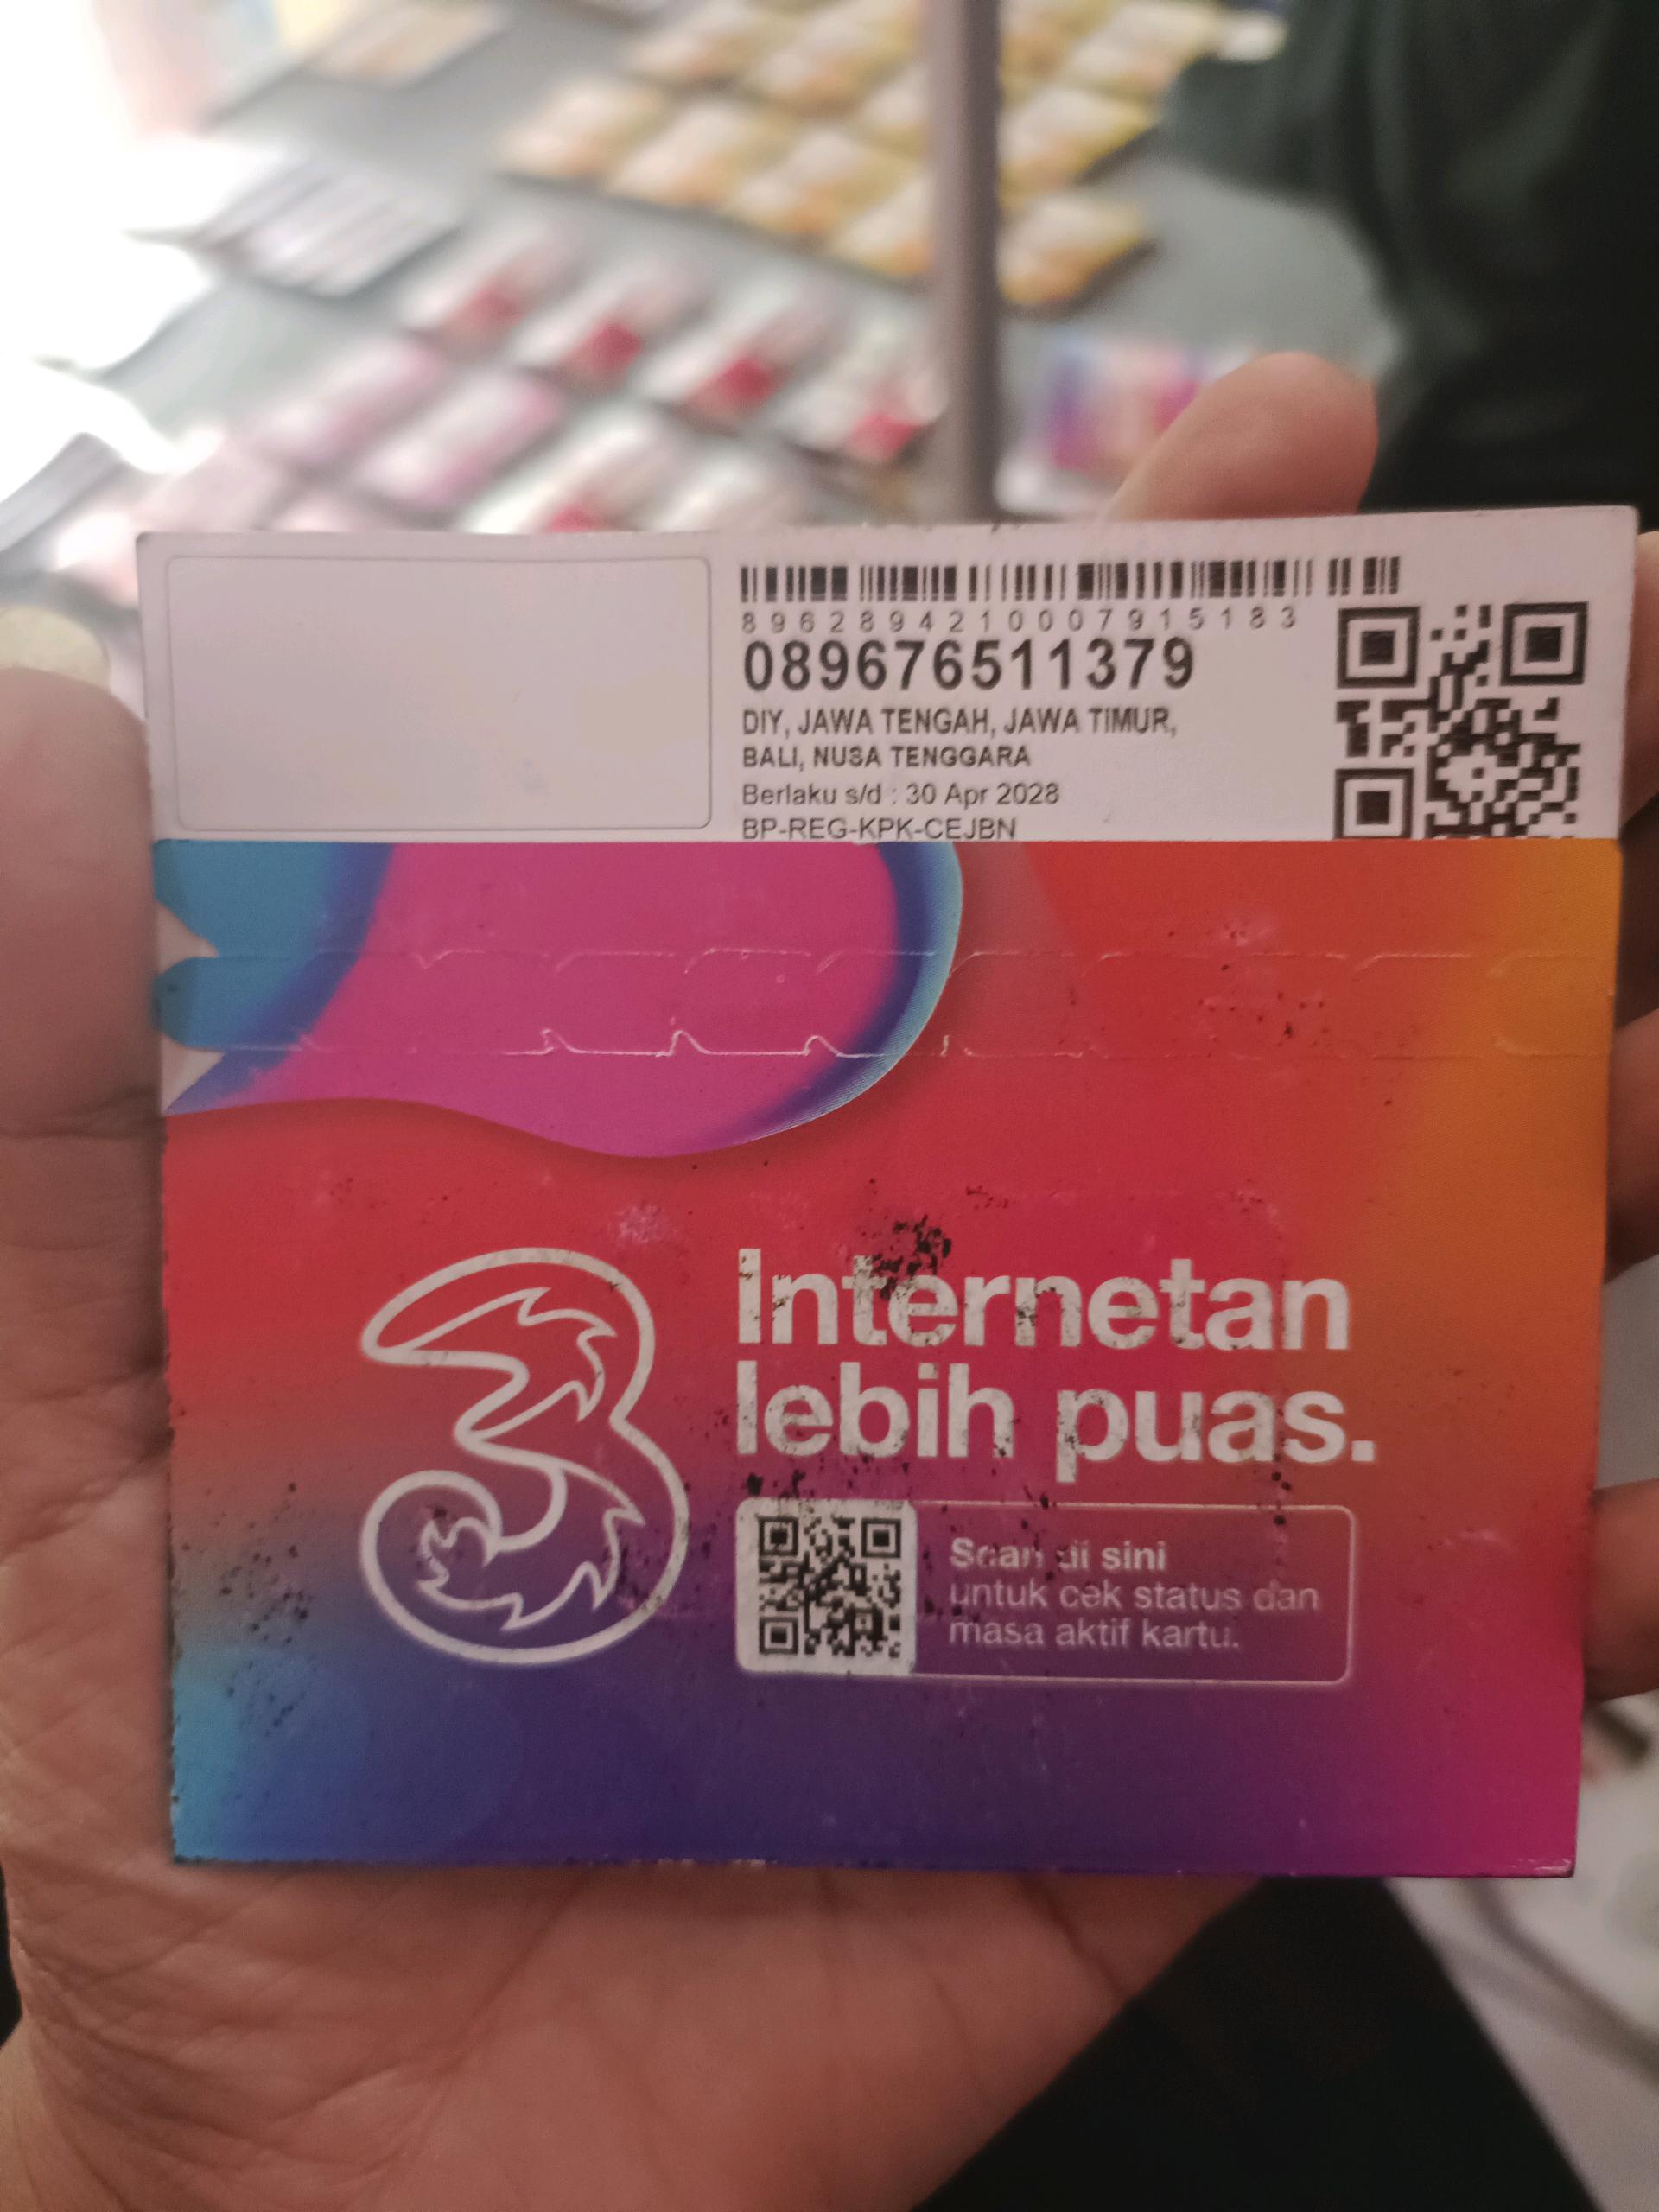 8962894210007915183
089676511379
DIY, JAWA TENGAH, JAWA TIMUR,
BALI, NUSA TENGGARA
Berlaku s/d : 30 Apr 2028
BP-REG-KPK-CEJBN
3
Internetan
lebih puas.
Scan di sini
untuk cek status dan
masa aktif kartu.